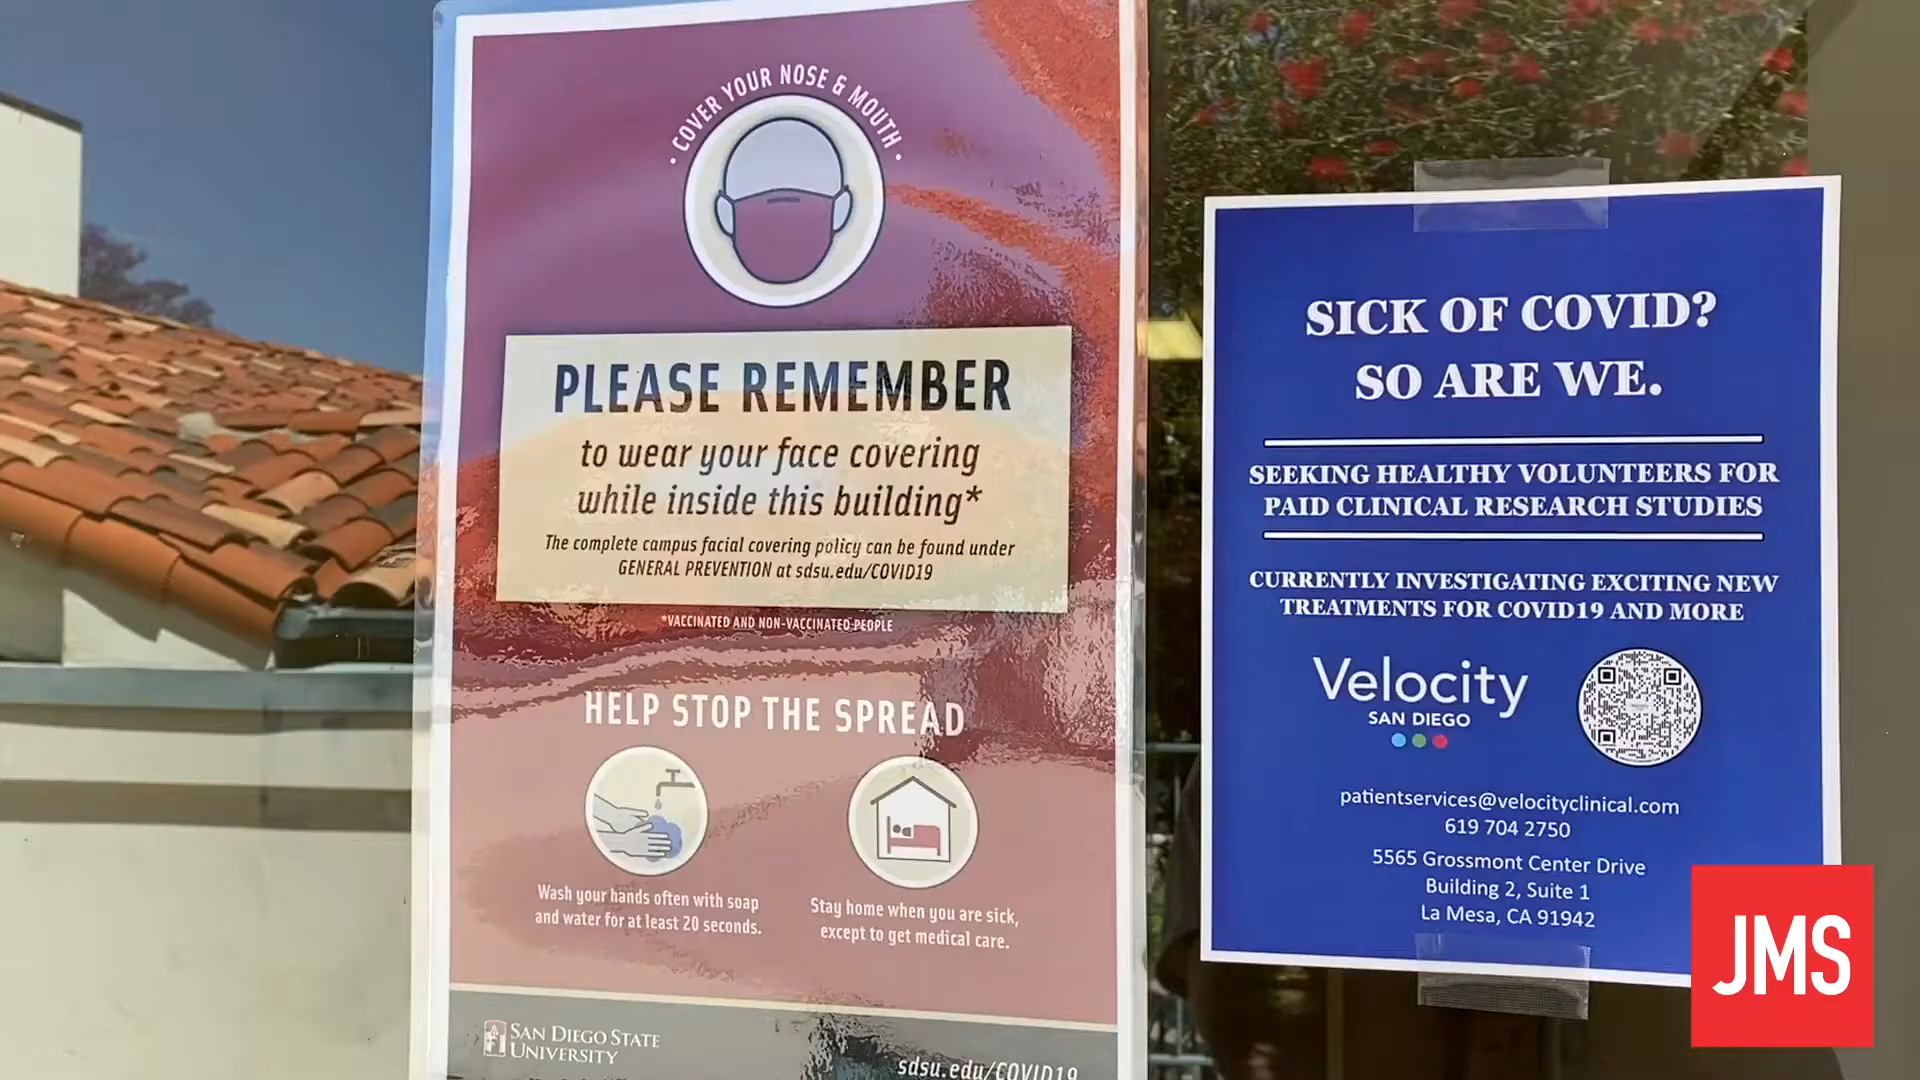 · COVER YOUR NOSE & MOUTH ·
PLEASE REMEMBER
to wear your face covering
while inside this building*
The complete campus facial covering policy can be found under
GENERAL PREVENTION at sdsu.edu/COVID19
*VACCINATED AND NON-VACCINATED PEOPLE
HELP STOP THE SPREAD
Wash your hands often with soap
and water for at least 20 seconds.
Stay home when you are sick,
except to get medical care.
SAN DIEGO STATE
UNIVERSITY
sdsu.edu/COVID19
SICK OF COVID?
SO ARE WE.
SEEKING HEALTHY VOLUNTEERS FOR
PAID CLINICAL RESEARCH STUDIES
CURRENTLY INVESTIGATING EXCITING NEW
TREATMENTS FOR COVID19 AND MORE
Velocity
SAN DIEGO
patientservices@velocityclinical.com
619 704 2750
5565 Grossmont Center Drive
Building 2, Suite 1
La Mesa, CA 91942
JMS